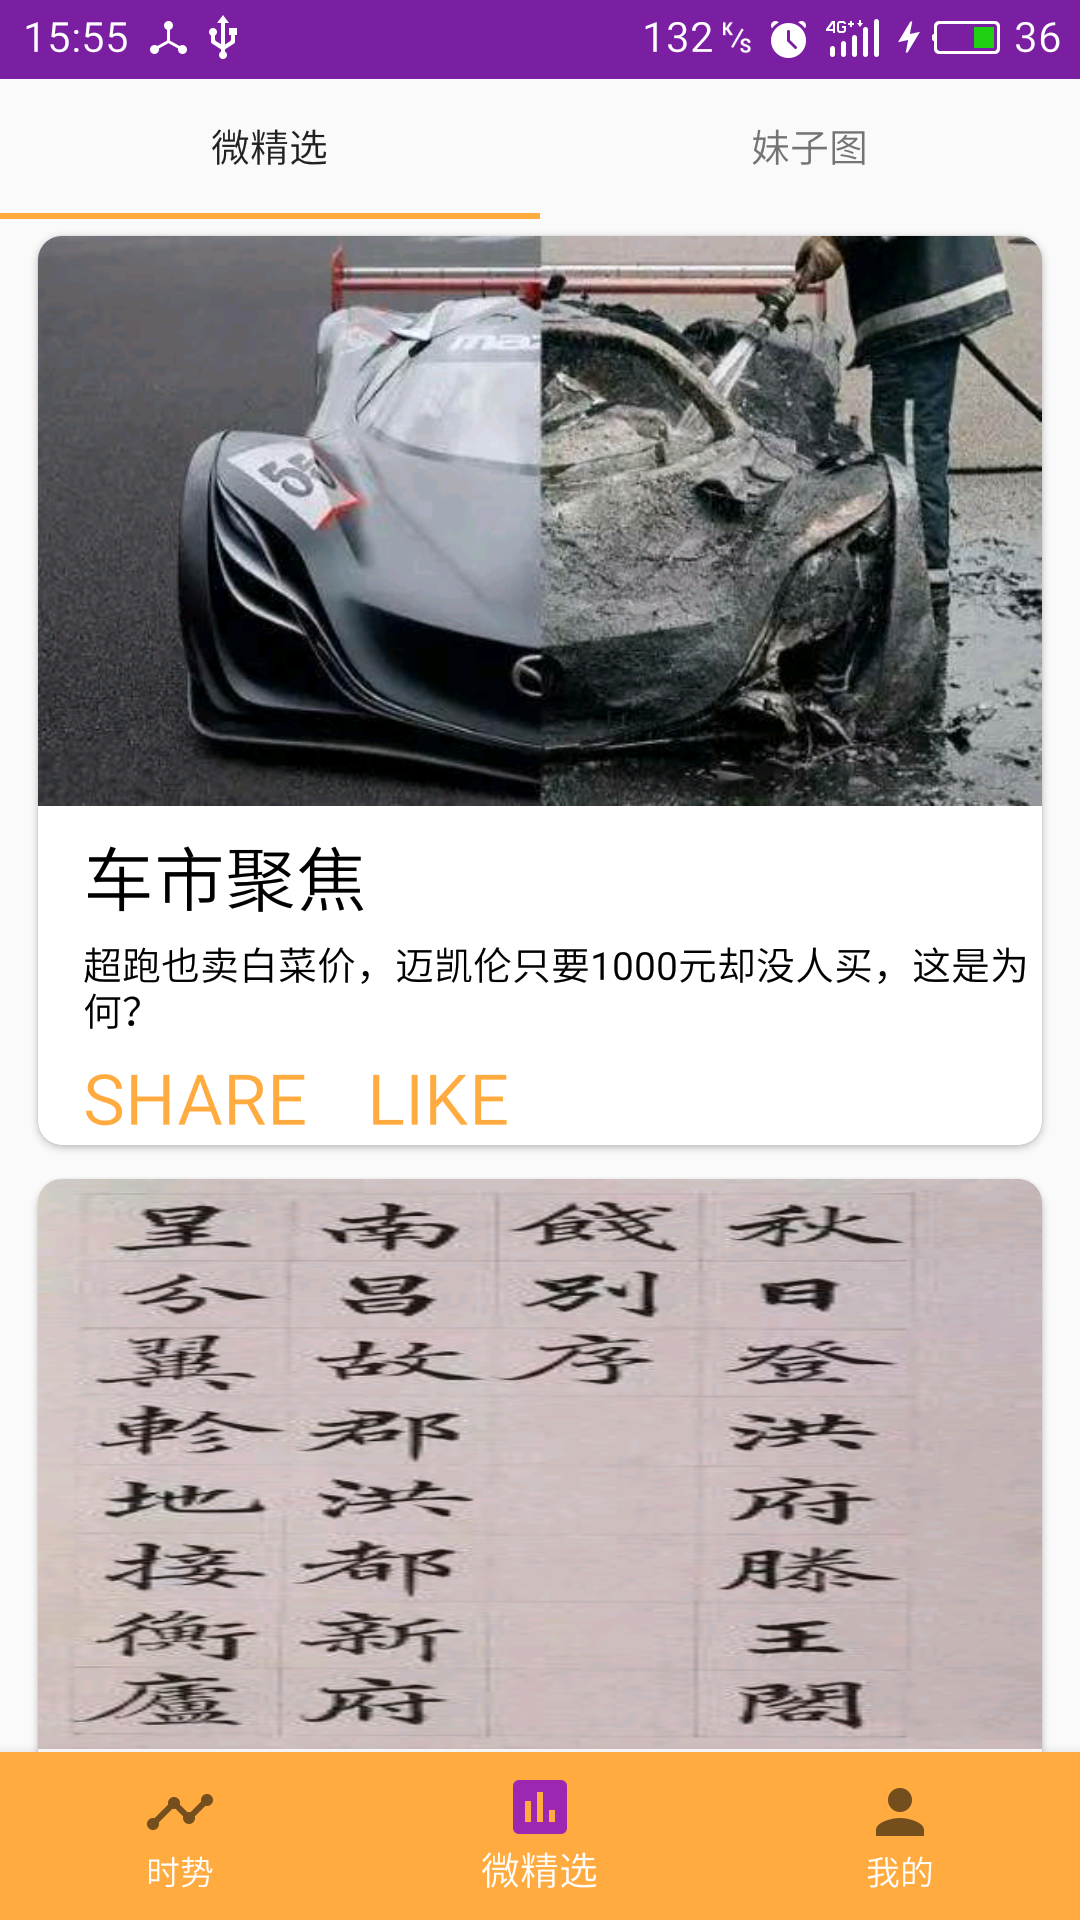 15:55 132 K/s 4G++ 36
微精选 妹子图
maz
55
车市聚焦
超跑也卖白菜价，迈凯伦只要1000元却没人买，这是为
何？
SHARE LIKE
秋日登洪府滕王閣
餞別序
南昌故郡洪都新府
星分翼軫地接衡廬
时势 微精选 我的